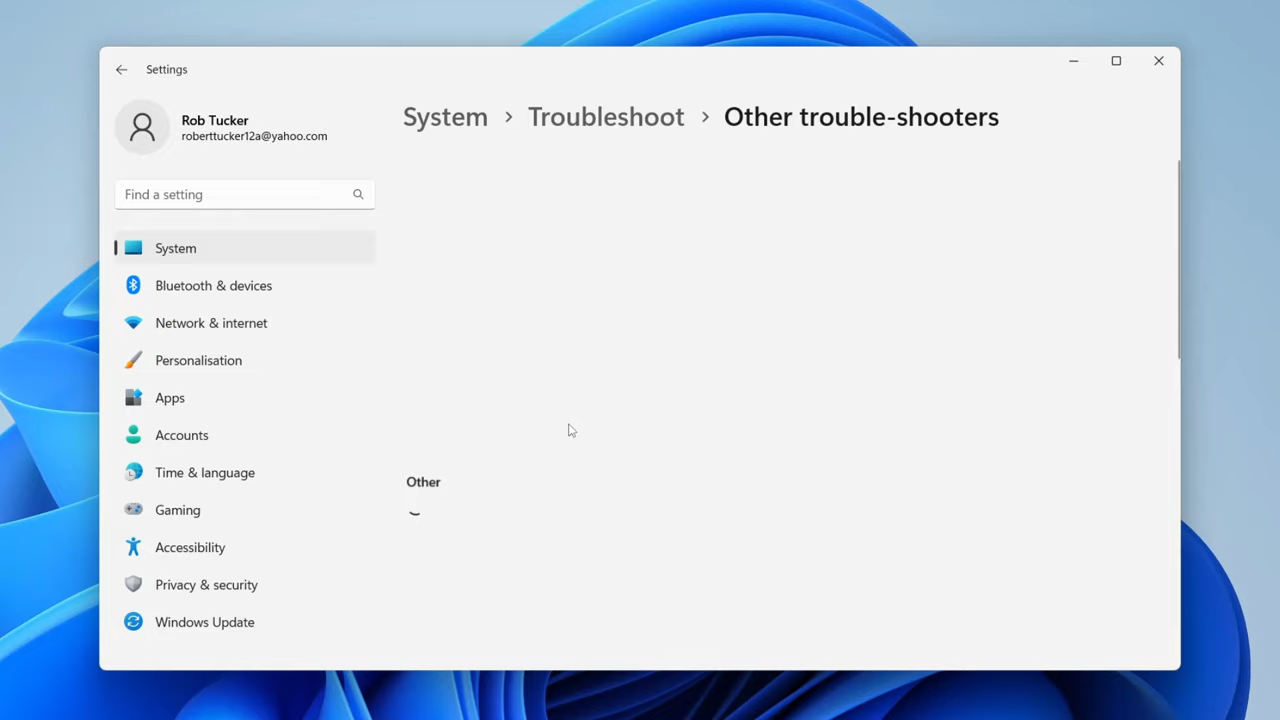 Settings
Rob Tucker
roberttucker12a@yahoo.com
Find a setting
System
Bluetooth & devices
Network & internet
Personalisation
Apps
Accounts
Time & language
Gaming
Accessibility
Privacy & security
Windows Update
System > Troubleshoot > Other trouble-shooters
Other